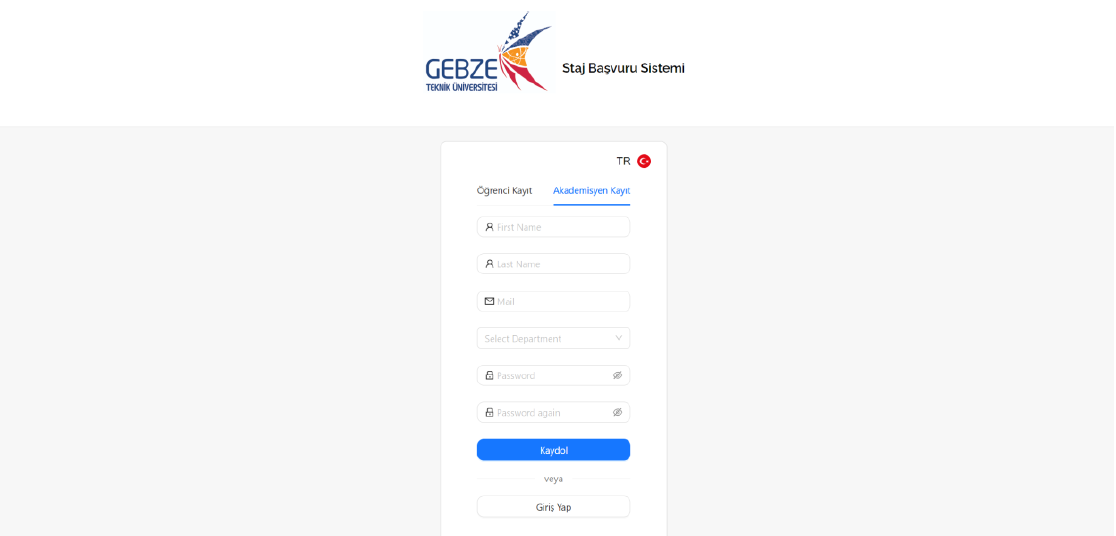 GEBZE
TEKNİK ÜNİVERSİTESİ
Staj Başvuru Sistemi
TR
Öğrenci Kayıt
Akademisyen Kayıt
First Name
Last Name
Mail
Select Department
Password
Password again
Kaydol
veya
Giriş Yap